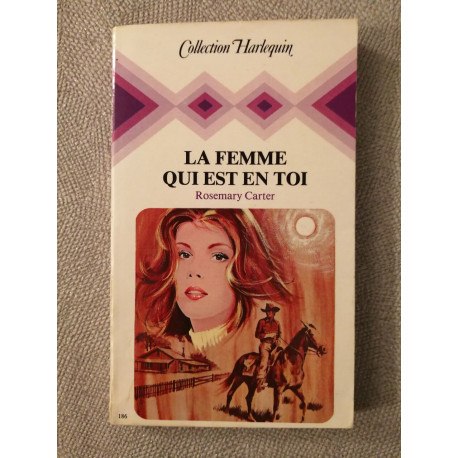 Collection Harlequin
LA FEMME
QUI EST EN TOI
Rosemary Carter
186